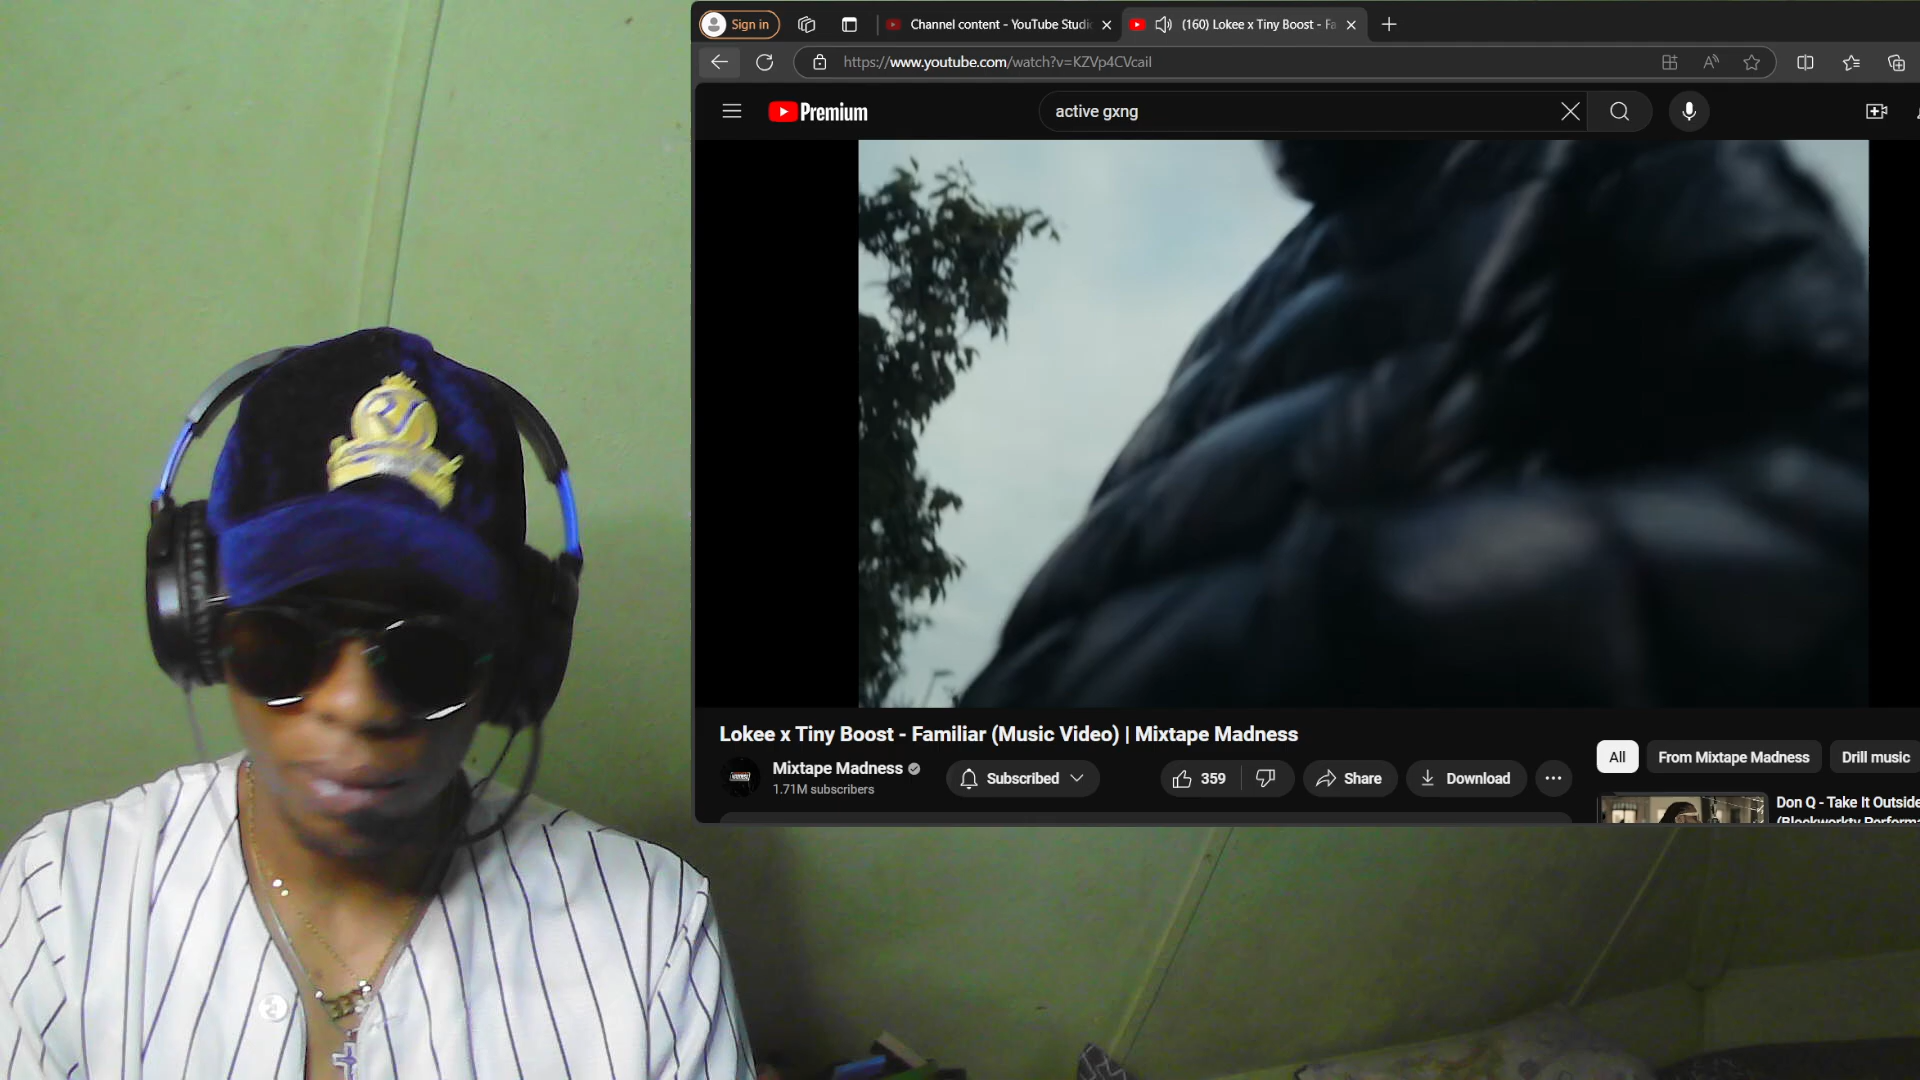 Sign in
Channel content - YouTube Studio
(160) Lokee x Tiny Boost - Fa
https://www.youtube.com/watch?v=KZVp4CVcaiI
Premium
active gxng
Lokee x Tiny Boost - Familiar (Music Video) | Mixtape Madness
Mixtape Madness
1.71M subscribers
Subscribed
359
Share
Download
All
From Mixtape Madness
Drill music
Don Q - Take It Outside